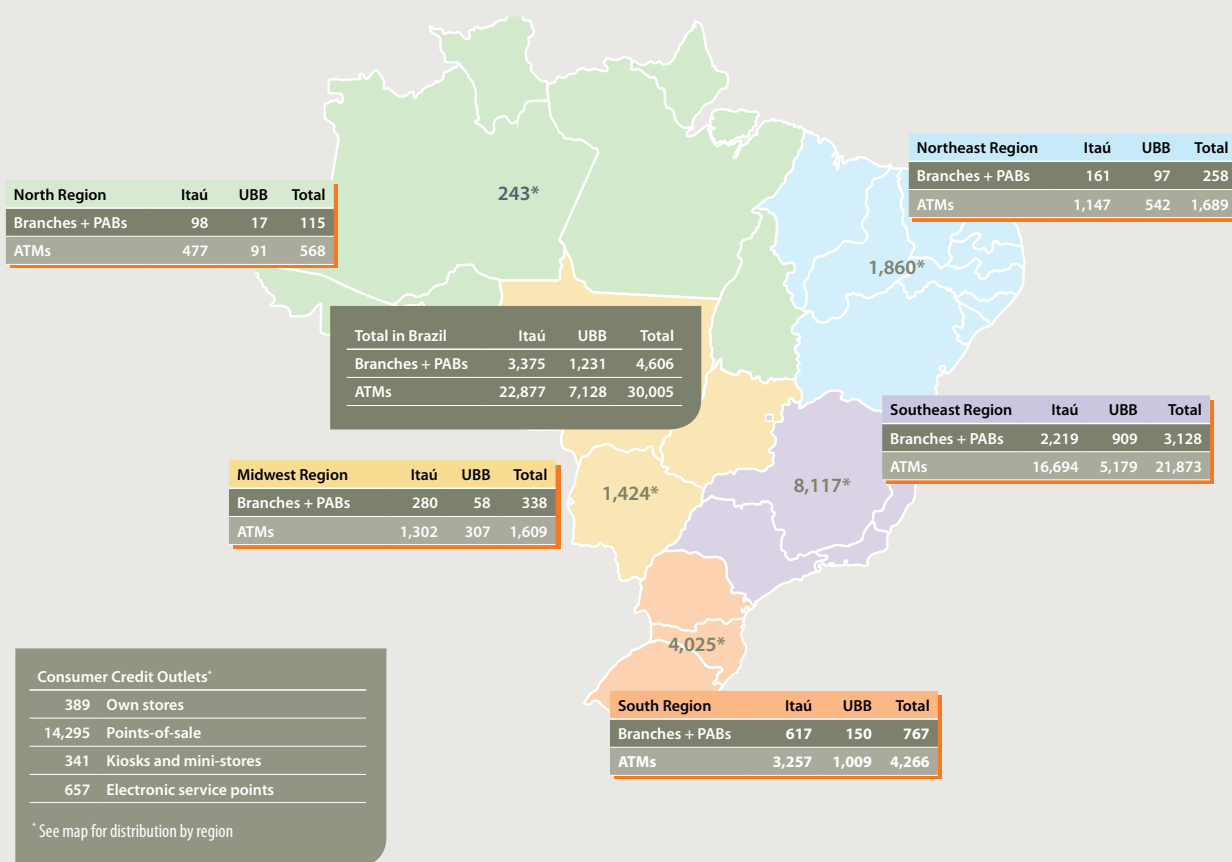 North Region Itaú UBB Total
Branches + PABs 98 17 115
ATMs 477 91 568
243*
Northeast Region Itaú UBB Total
Branches + PABs 161 97 258
ATMs 1,147 542 1,689
1,860*
Total in Brazil Itaú UBB Total
Branches + PABs 3,375 1,231 4,606
ATMs 22,877 7,128 30,005
Southeast Region Itaú UBB Total
Branches + PABs 2,219 909 3,128
ATMs 16,694 5,179 21,873
8,117*
Midwest Region Itaú UBB Total
Branches + PABs 280 58 338
ATMs 1,302 307 1,609
1,424*
4,025*
South Region Itaú UBB Total
Branches + PABs 617 150 767
ATMs 3,257 1,009 4,266
Consumer Credit Outlets*
389 Own stores
14,295 Points-of-sale
341 Kiosks and mini-stores
657 Electronic service points
* See map for distribution by region